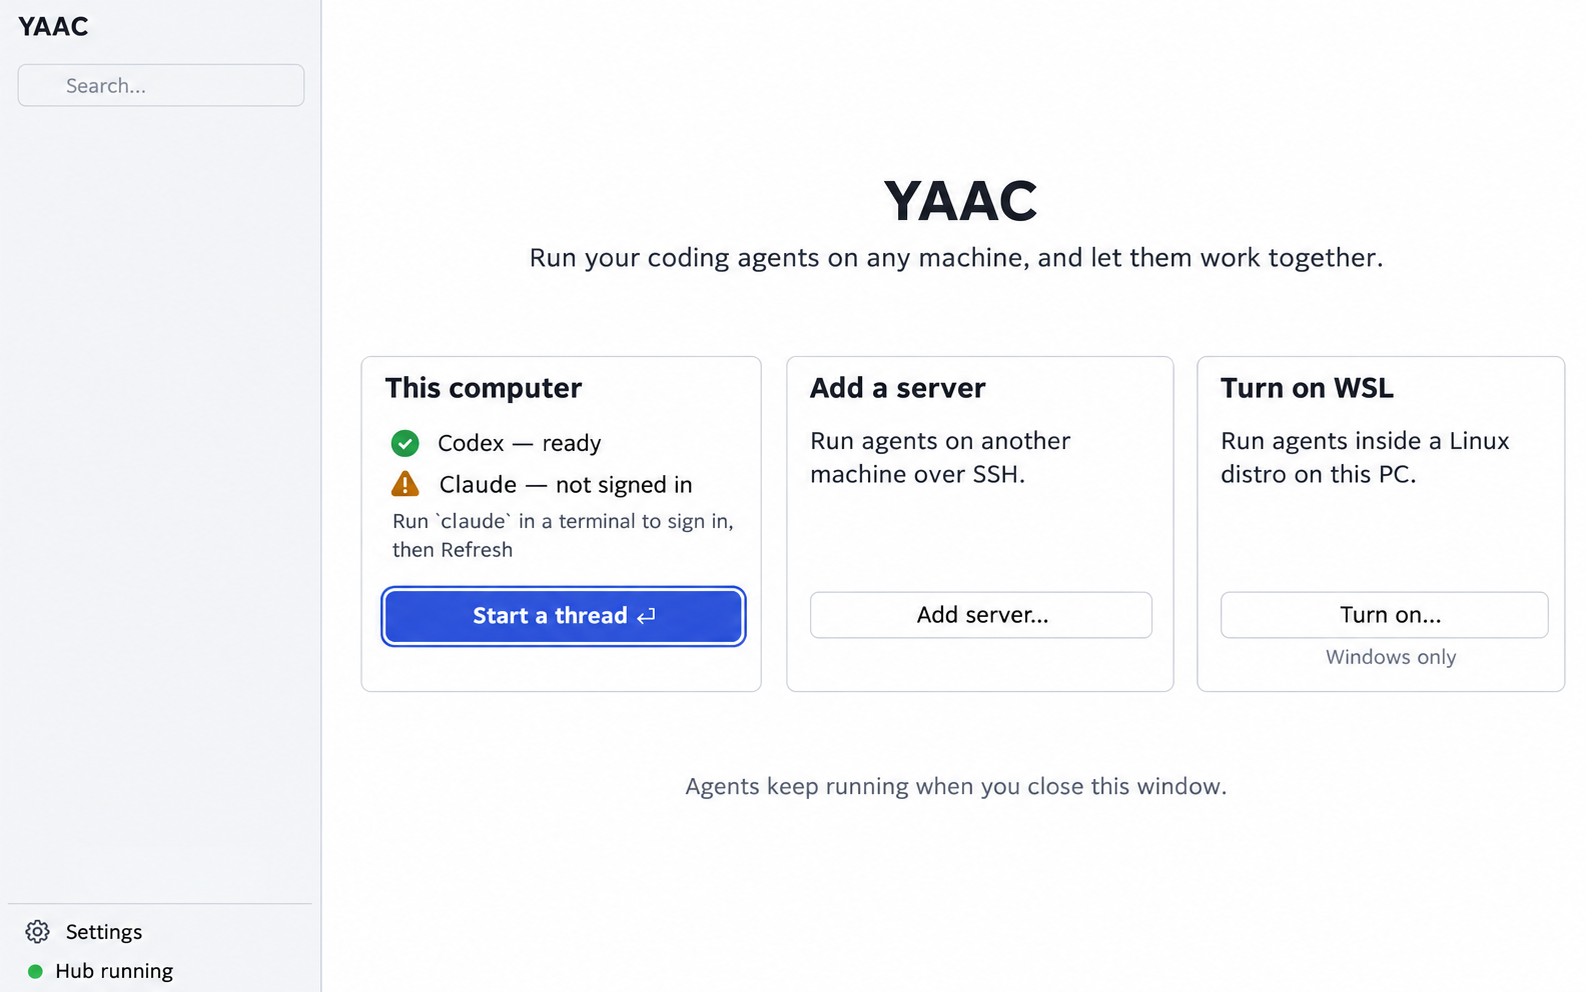 YAAC
Search...
YAAC
Run your coding agents on any machine, and let them work together.
This computer
Codex — ready
Claude — not signed in
Run `claude` in a terminal to sign in,
then Refresh
Start a thread ↵
Add a server
Run agents on another
machine over SSH.
Add server...
Turn on WSL
Run agents inside a Linux
distro on this PC.
Turn on...
Windows only
Agents keep running when you close this window.
Settings
Hub running